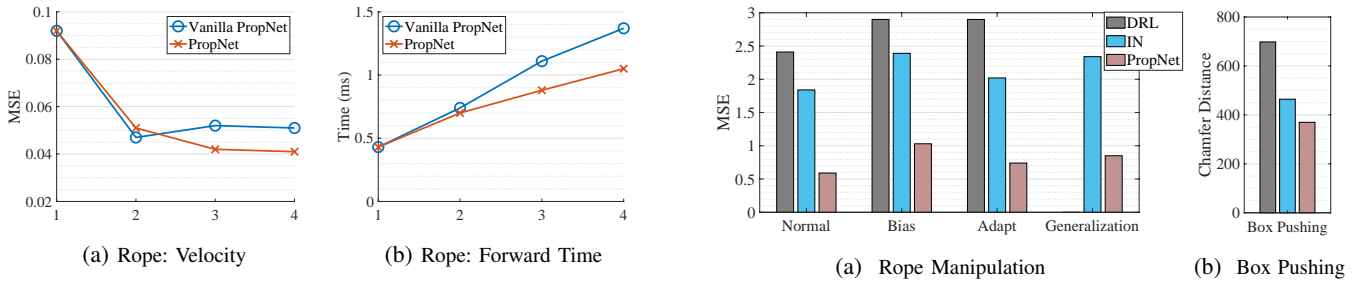 0.1
0.08
0.06
0.04
0.02
MSE
Vanilla PropNet
PropNet
1 2 3 4
(a) Rope: Velocity
1.5
1
0.5
0
Time (ms)
Vanilla PropNet
PropNet
1 2 3 4
(b) Rope: Forward Time
3
2.5
2
1.5
1
0.5
0
MSE
DRL
IN
PropNet
Normal Bias Adapt Generalization
(a) Rope Manipulation
800
600
400
200
0
Chamfer Distance
Box Pushing
(b) Box Pushing